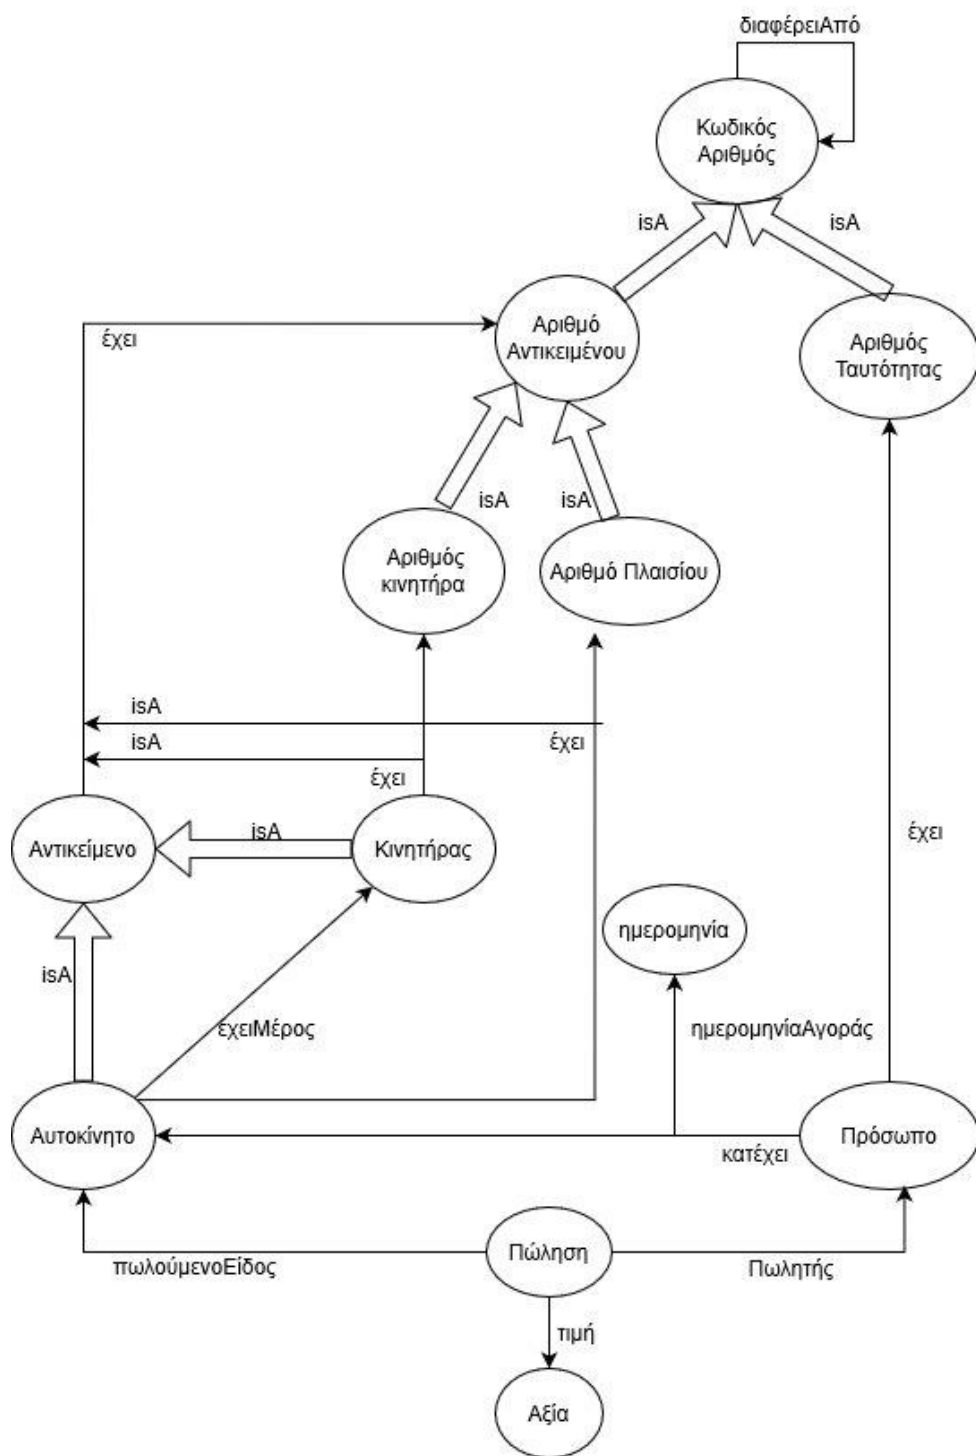 διαφέρειΑπό
Κωδικός
Αριθμός
isA
isA
έχει
Αριθμό
Αντικειμένου
Αριθμός
Ταυτότητας
isA
isA
Αριθμός
κινητήρα
Αριθμό Πλαισίου
isA
isA
έχει
έχει
Αντικείμενο
isA
Κινητήρας
έχει
ημερομηνία
isA
έχειΜέρος
ημερομηνίαΑγοράς
Αυτοκίνητο
κατέχει
Πρόσωπο
πωλούμενοΕίδος
Πώληση
Πωλητής
τιμή
Αξία